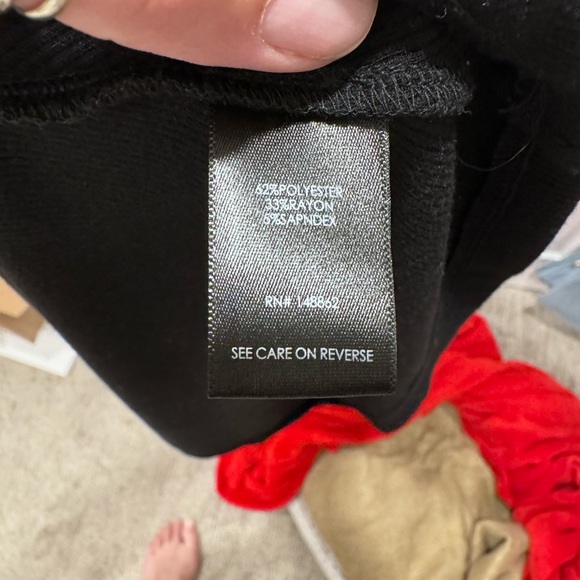 62%POLYESTER
33%RAYON
5%SAPNDEX
RN# 148862
SEE CARE ON REVERSE